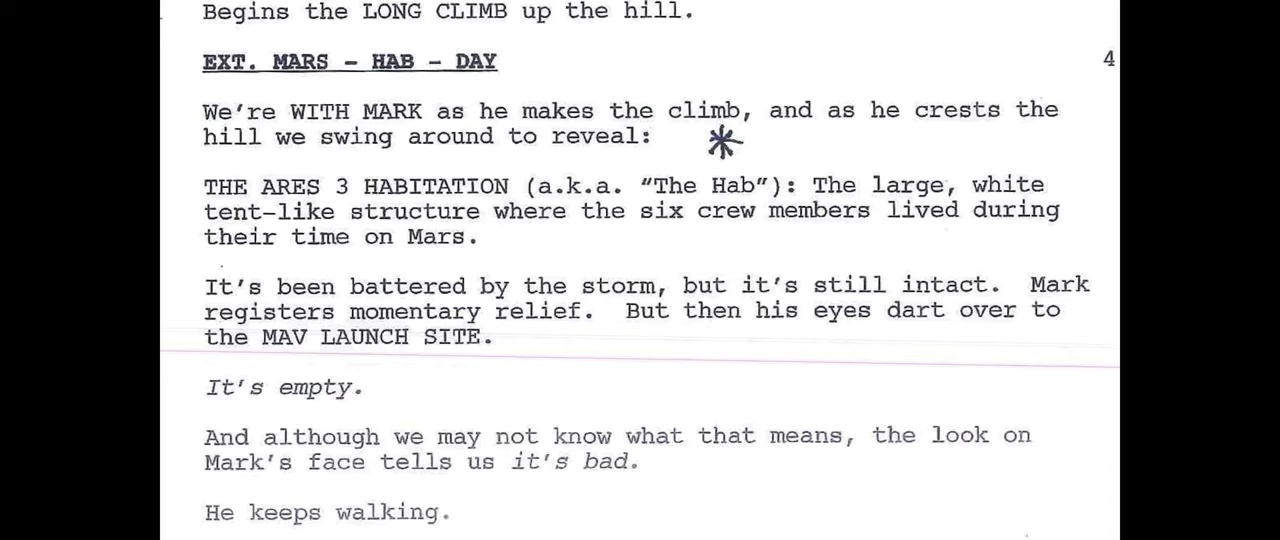 Begins the LONG CLIMB up the hill.
EXT. MARS – HAB – DAY 4
We're WITH MARK as he makes the climb, and as he crests the
hill we swing around to reveal: *
THE ARES 3 HABITATION (a.k.a. "The Hab"): The large, white
tent-like structure where the six crew members lived during
their time on Mars.
It's been battered by the storm, but it's still intact. Mark
registers momentary relief. But then his eyes dart over to
the MAV LAUNCH SITE.
It's empty.
And although we may not know what that means, the look on
Mark's face tells us it's bad.
He keeps walking.